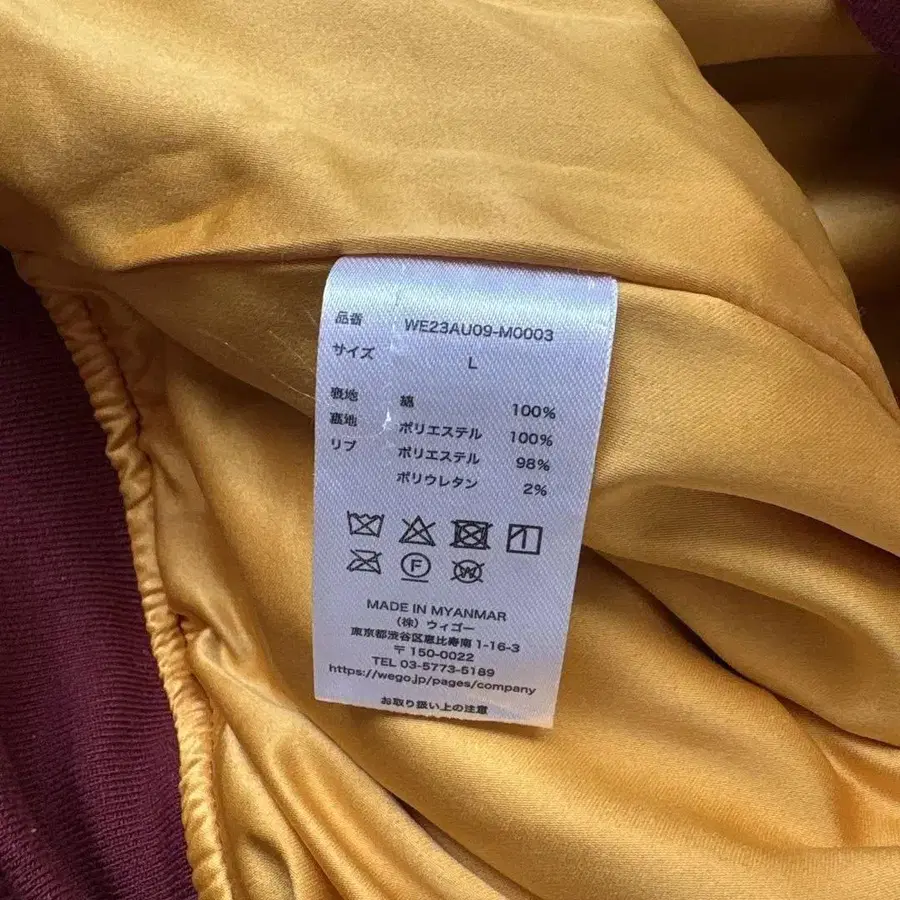 品番 WE23AU09-M0003
サイズ L
表地 綿 100%
裏地 ポリエステル 100%
リブ ポリエステル 98%
ポリウレタン 2%
F
W
MADE IN MYANMAR
(株) ウィゴー
東京都渋谷区恵比寿南 1-16-3
〒150-0022
TEL 03-5773-5189
https://wego.jp/pages/company
お取り扱い上の注意